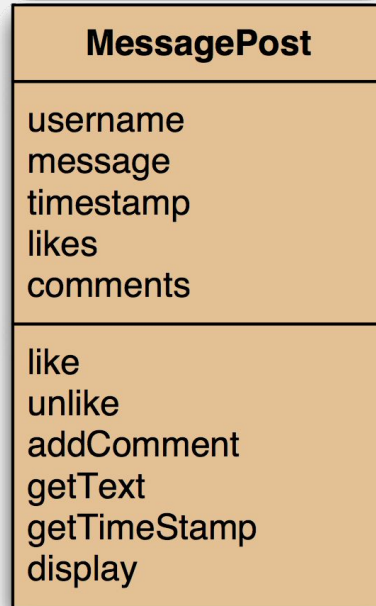 MessagePost
username
message
timestamp
likes
comments
like
unlike
addComment
getText
getTimeStamp
display